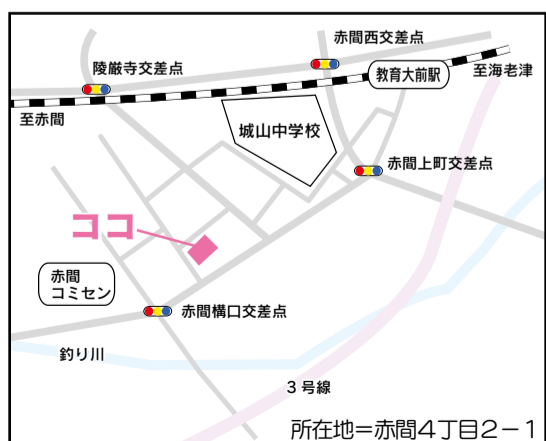 赤間西交差点
陵厳寺交差点
教育大前駅
至海老津
至赤間
城山中学校
赤間上町交差点
ココ
赤間
コミセン
赤間横口交差点
釣り川
3号線
所在地=赤間4丁目2-1